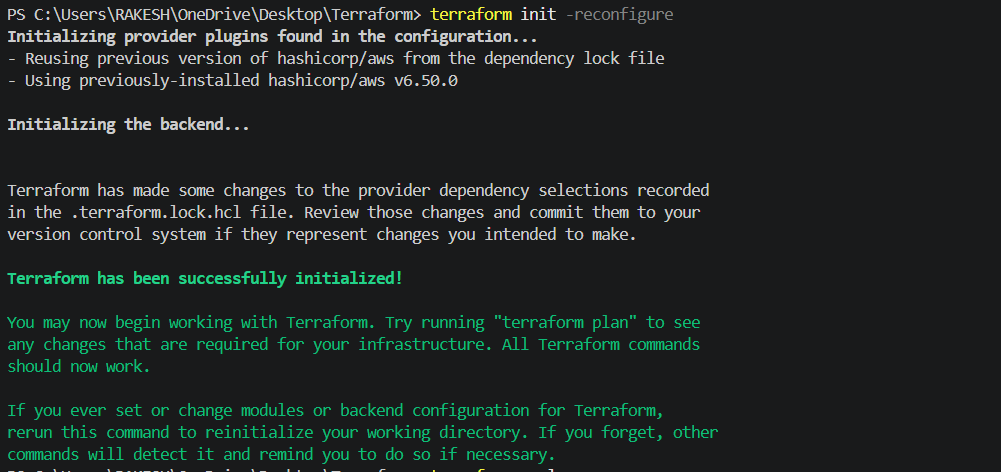 PS C:\Users\RAKESH\OneDrive\Desktop\Terraform> terraform init -reconfigure
Initializing provider plugins found in the configuration...
- Reusing previous version of hashicorp/aws from the dependency lock file
- Using previously-installed hashicorp/aws v6.50.0
Initializing the backend...
Terraform has made some changes to the provider dependency selections recorded
in the .terraform.lock.hcl file. Review those changes and commit them to your
version control system if they represent changes you intended to make.
Terraform has been successfully initialized!
You may now begin working with Terraform. Try running "terraform plan" to see
any changes that are required for your infrastructure. All Terraform commands
should now work.
If you ever set or change modules or backend configuration for Terraform,
rerun this command to reinitialize your working directory. If you forget, other
commands will detect it and remind you to do so if necessary.